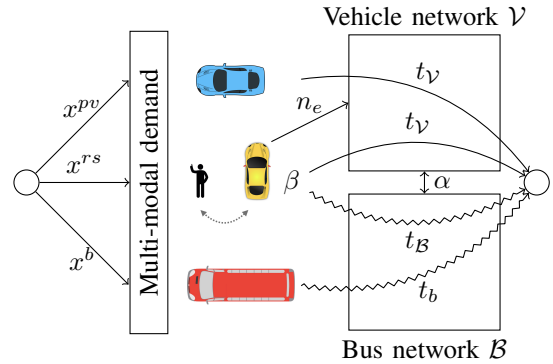 Vehicle network 𝒱
x^{pv}
x^{rs}
x^{b}
Multi-modal demand
n_e
β
t_𝒱
t_𝒱
α
t_ℬ
t_b
Bus network ℬ